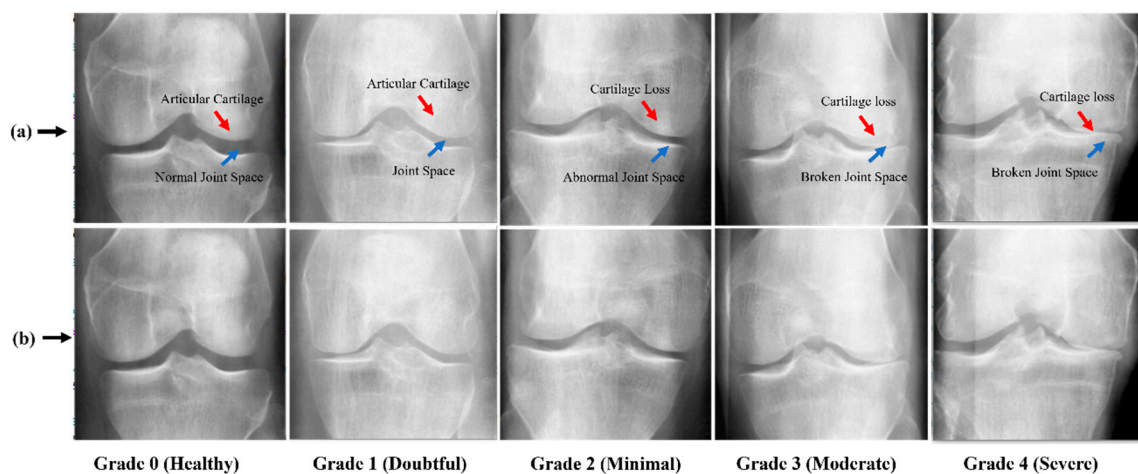 Articular Cartilage
Normal Joint Space
Articular Cartilage
Joint Space
Cartilage Loss
Abnormal Joint Space
Cartilage loss
Broken Joint Space
Cartilage loss
Broken Joint Space
(a)
(b)
Grade 0 (Healthy)
Grade 1 (Doubtful)
Grade 2 (Minimal)
Grade 3 (Moderate)
Grade 4 (Severe)